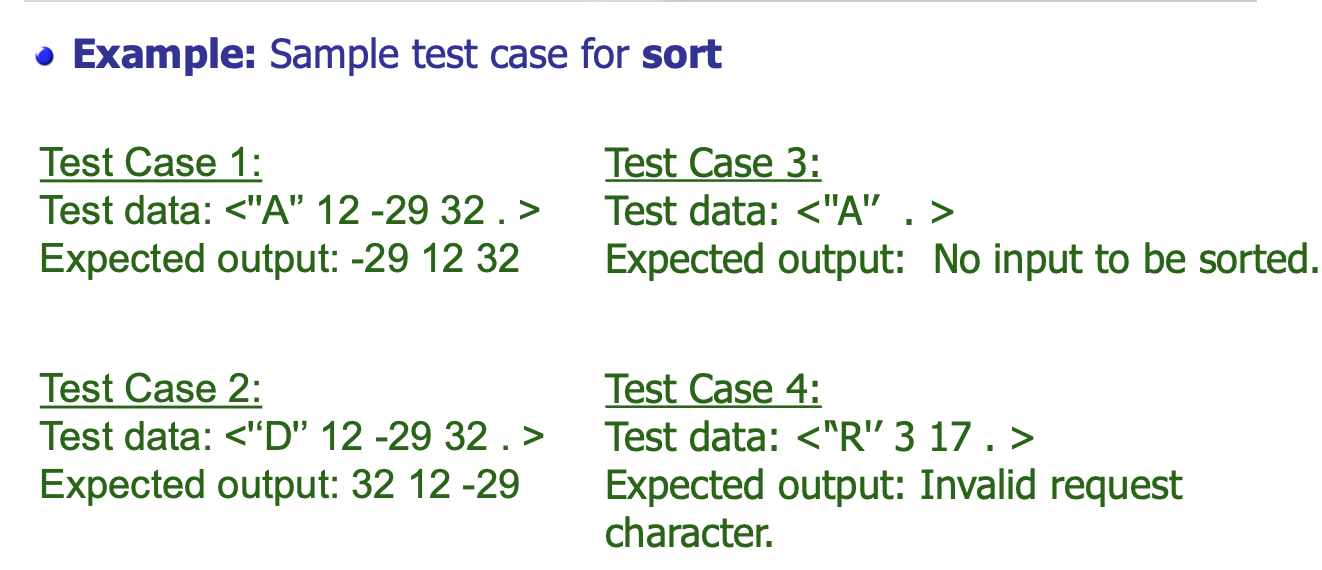 Example: Sample test case for sort
Test Case 1:
Test data: <"A” 12 -29 32 . >
Expected output: -29 12 32
Test Case 2:
Test data: <“D” 12 -29 32 . >
Expected output: 32 12 -29
Test Case 3:
Test data: <"A” . >
Expected output: No input to be sorted.
Test Case 4:
Test data: <“R” 3 17 . >
Expected output: Invalid request
character.